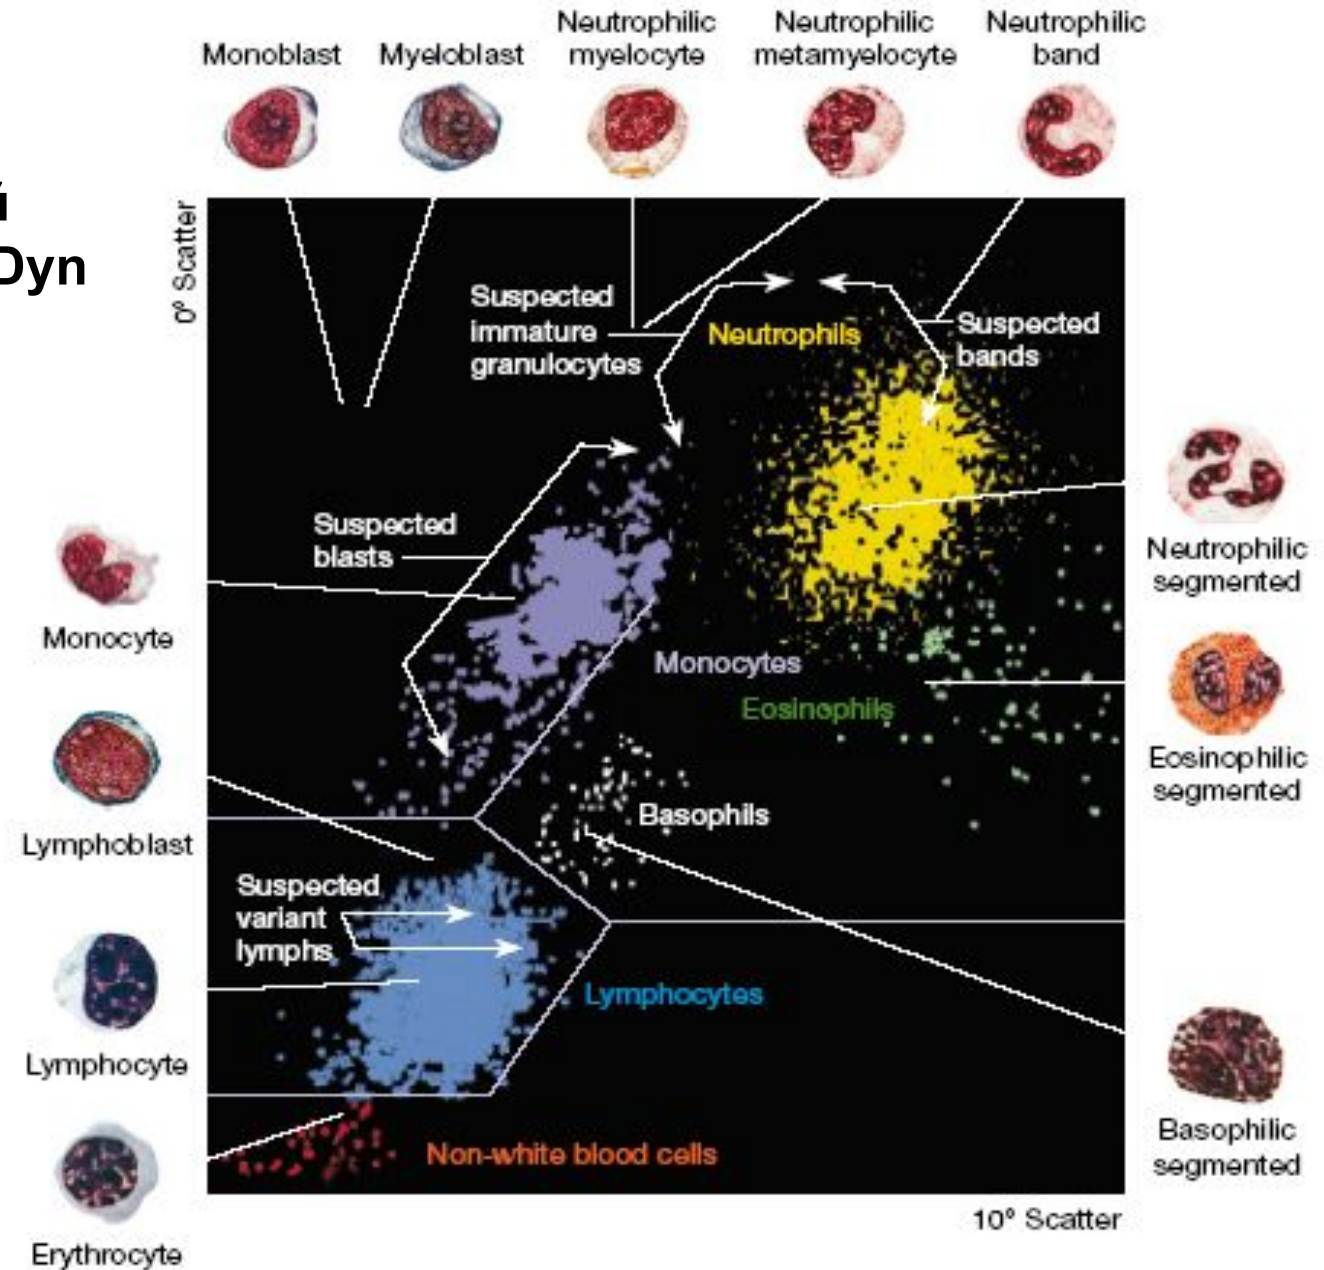 Monoblast
Myeloblast
Neutrophilic
myelocyte
Neutrophilic
metamyelocyte
Neutrophilic
band
Dyn
0° Scatter
Suspected
immature
granulocytes
Neutrophils
Suspected
bands
Suspected
blasts
Monocyte
Neutrophilic
segmented
Monocytes
Eosinophils
Eosinophilic
segmented
Lymphoblast
Basophils
Suspected
variant
lymphs
Lymphocytes
Lymphocyte
Basophilic
segmented
Non-white blood cells
Erythrocyte
10° Scatter